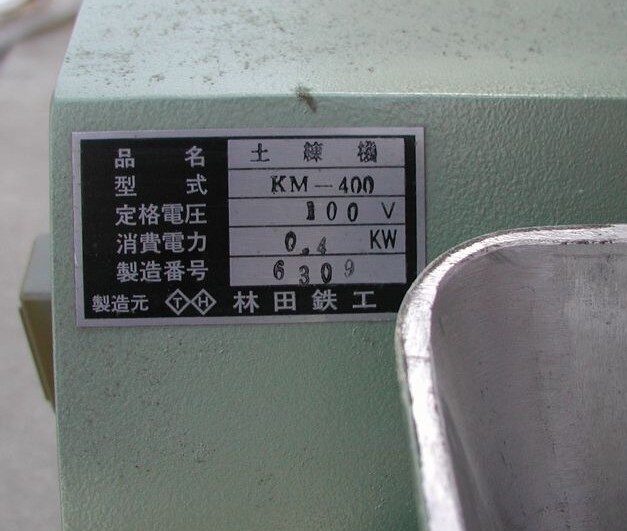 品名 土練機
型式 KM-400
定格電圧 100 V
消費電力 0.4 KW
製造番号 6309
製造元 TH 林田鉄工